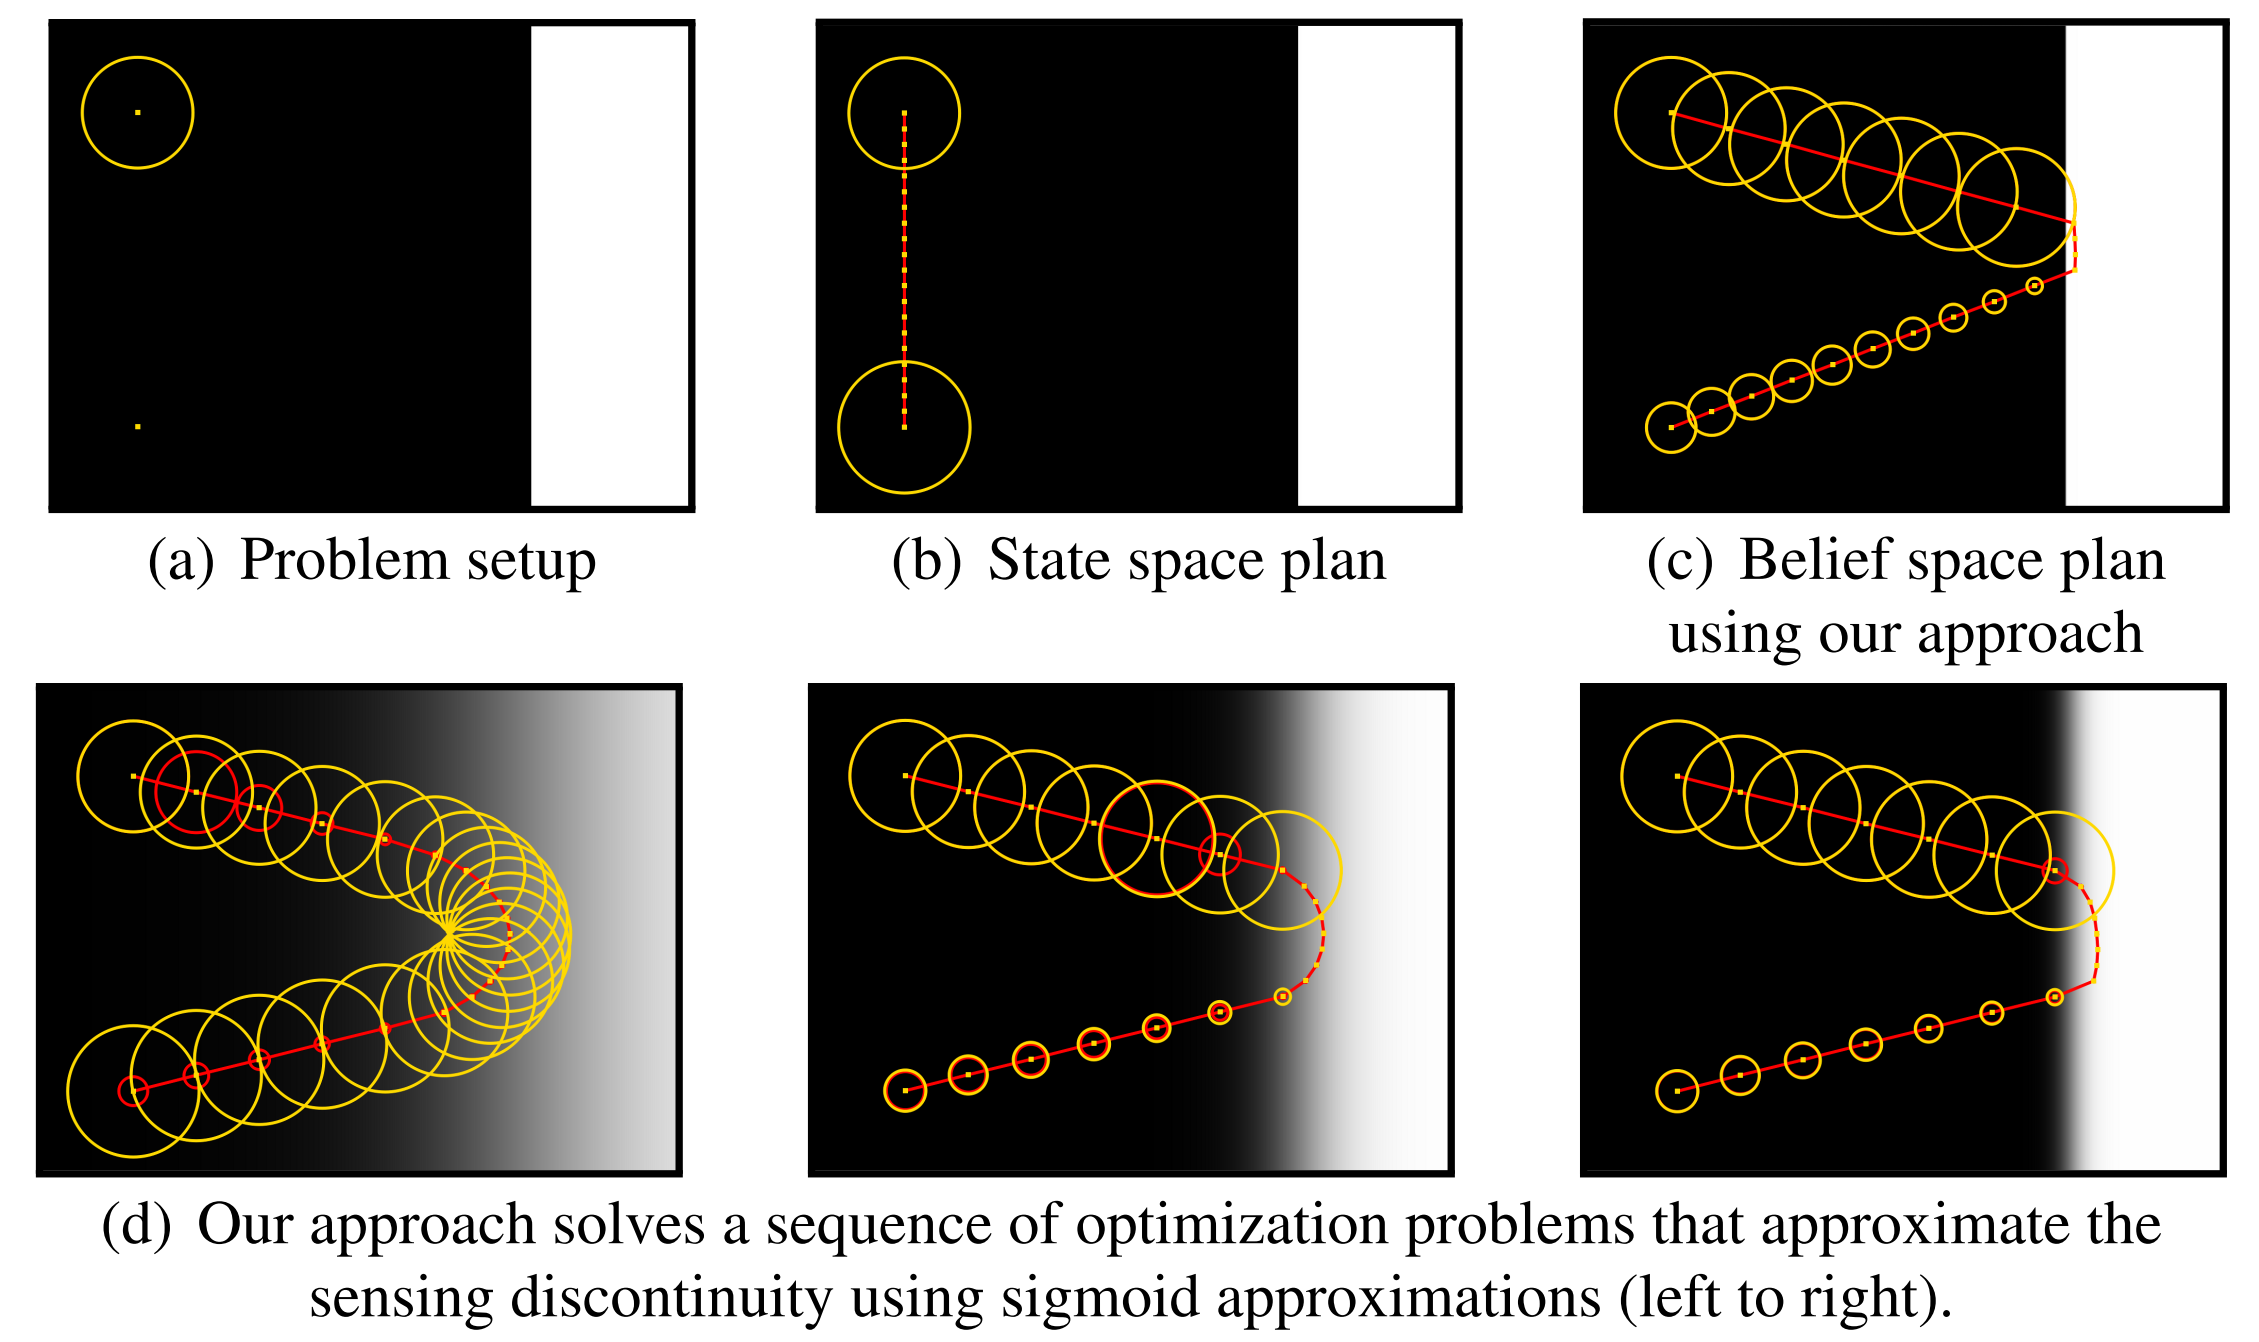 (a) Problem setup
(b) State space plan
(c) Belief space plan
using our approach
(d) Our approach solves a sequence of optimization problems that approximate the
sensing discontinuity using sigmoid approximations (left to right).